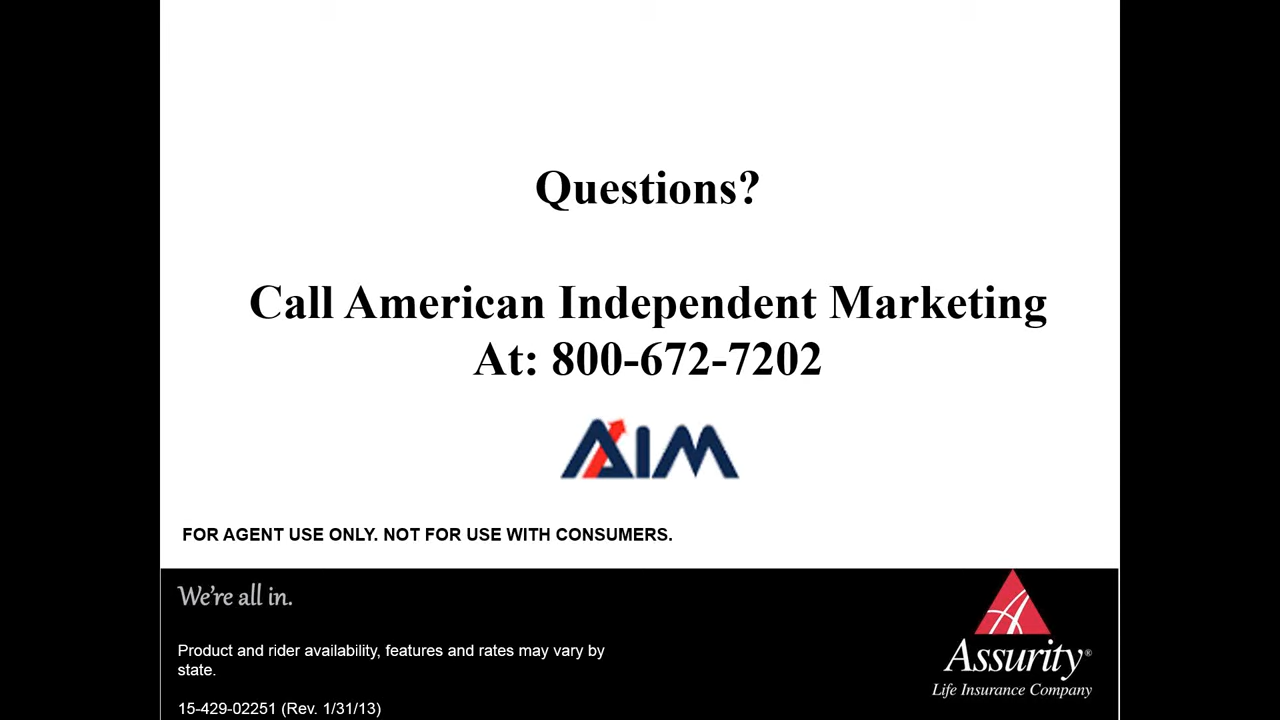 Questions?
Call American Independent Marketing
At: 800-672-7202
AIM
FOR AGENT USE ONLY. NOT FOR USE WITH CONSUMERS.
We're all in.
Product and rider availability, features and rates may vary by
state.
15-429-02251 (Rev. 1/31/13)
Assurity®
Life Insurance Company